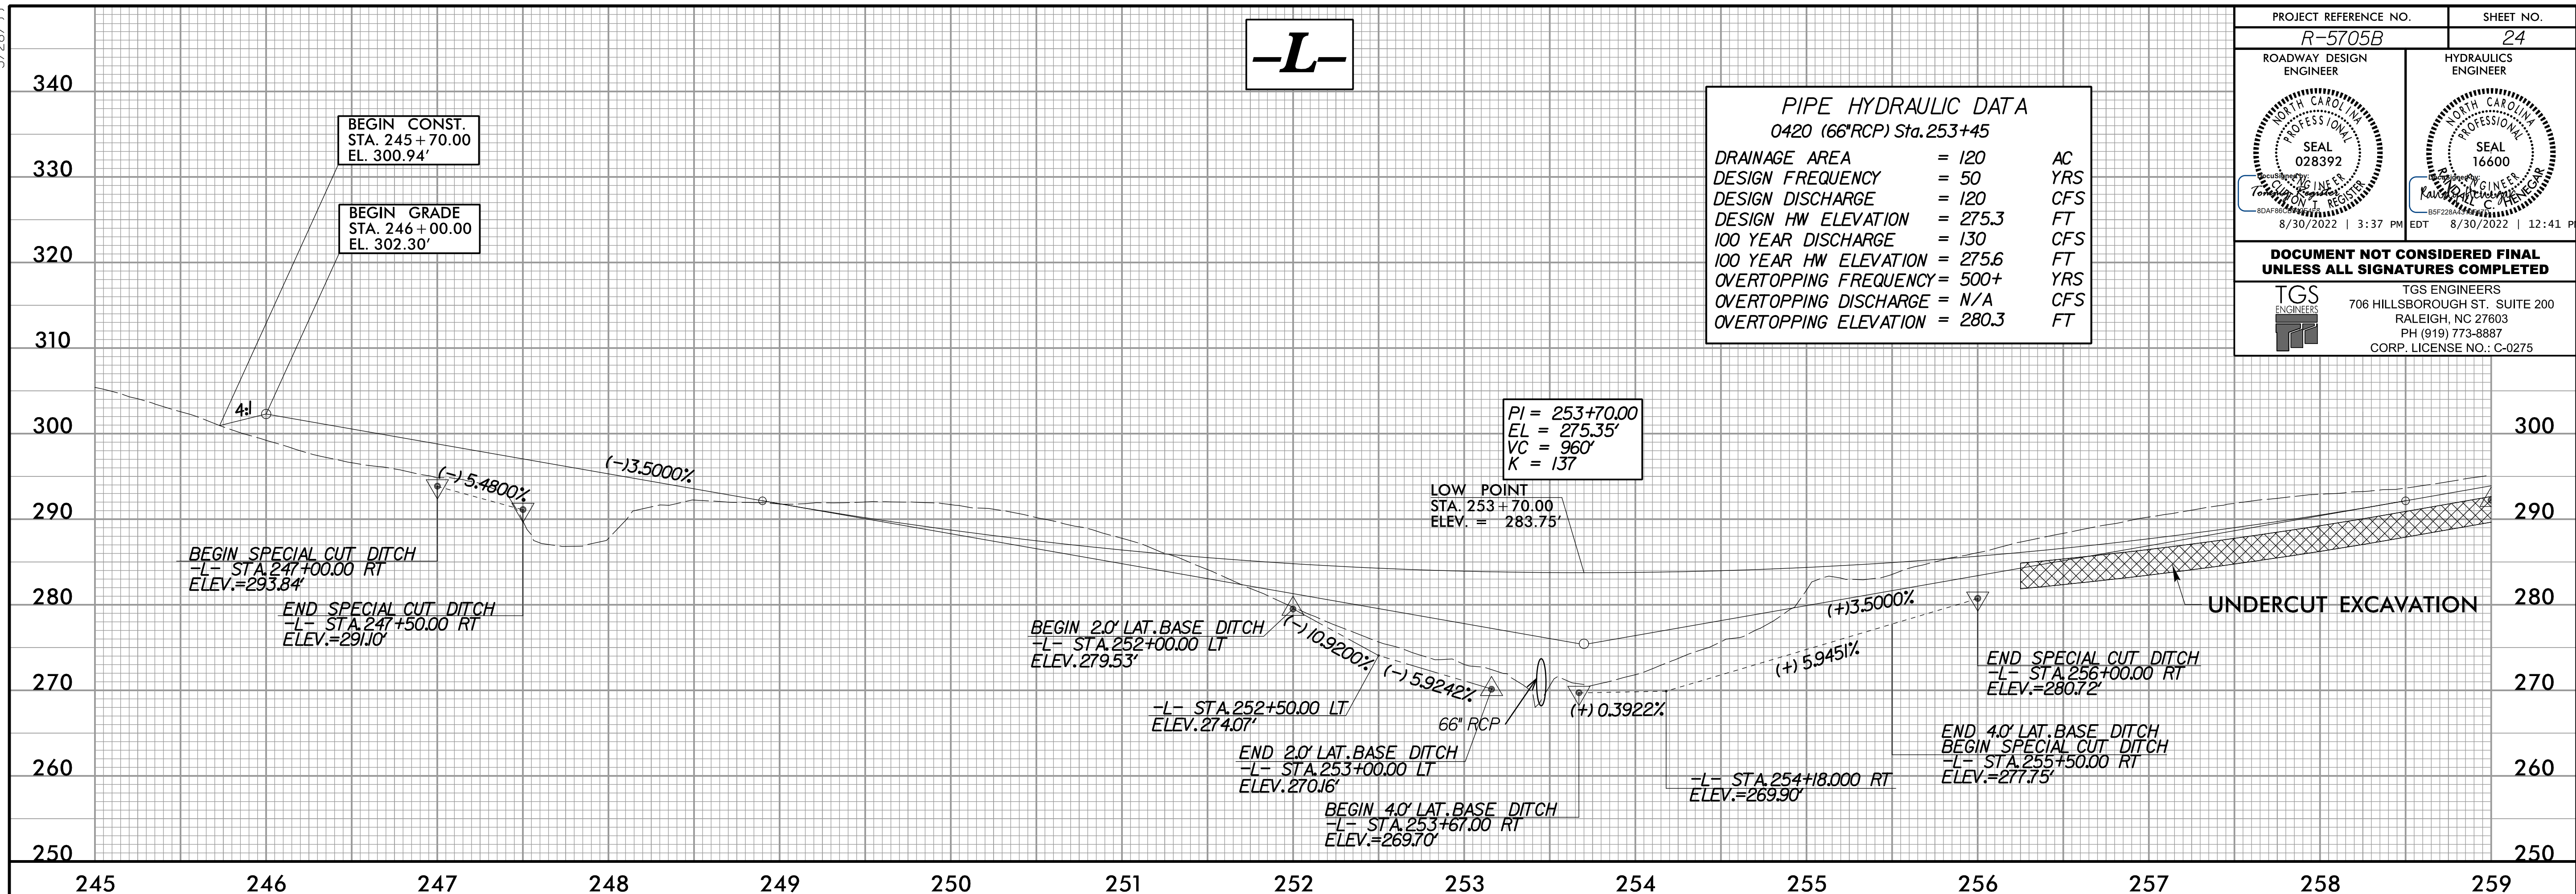 -L-
PROJECT REFERENCE NO.
SHEET NO.
R-5705B
24
ROADWAY DESIGN
ENGINEER
HYDRAULICS
ENGINEER
NORTH CAROLINA
PROFESSIONAL
SEAL
028392
ENGINEER
CLIFTON T. REGISTER
DocuSigned by:
NORTH CAROLINA
PROFESSIONAL
SEAL
16600
ENGINEER
RANDALL C. HENEGAR
8/30/2022 | 3:37 PM EDT
8/30/2022 | 12:41 P
DOCUMENT NOT CONSIDERED FINAL
UNLESS ALL SIGNATURES COMPLETED
TGS
ENGINEERS
TGS ENGINEERS
706 HILLSBOROUGH ST. SUITE 200
RALEIGH, NC 27603
PH (919) 773-8887
CORP. LICENSE NO.: C-0275
PIPE HYDRAULIC DATA
0420 (66"RCP) Sta.253+45
DRAINAGE AREA = 120 AC
DESIGN FREQUENCY = 50 YRS
DESIGN DISCHARGE = 120 CFS
DESIGN HW ELEVATION = 275.3 FT
100 YEAR DISCHARGE = 130 CFS
100 YEAR HW ELEVATION = 275.6 FT
OVERTOPPING FREQUENCY = 500+ YRS
OVERTOPPING DISCHARGE = N/A CFS
OVERTOPPING ELEVATION = 280.3 FT
BEGIN CONST.
STA. 245+70.00
EL. 300.94'
BEGIN GRADE
STA. 246+00.00
EL. 302.30'
4:1
(-)5.4800%
(-)3.5000%
PI = 253+70.00
EL = 275.35'
VC = 960'
K = 137
LOW POINT
STA. 253+70.00
ELEV. = 283.75'
BEGIN SPECIAL CUT DITCH
-L- STA.247+00.00 RT
ELEV.=293.84'
END SPECIAL CUT DITCH
-L- STA.247+50.00 RT
ELEV.=291.10'
BEGIN 2.0' LAT.BASE DITCH
-L- STA.252+00.00 LT
ELEV.279.53'
(-)10.9200%
(-)5.9242%
-L- STA.252+50.00 LT
ELEV.274.07'
66" RCP
END 2.0' LAT.BASE DITCH
-L- STA.253+00.00 LT
ELEV.270.16'
BEGIN 4.0' LAT.BASE DITCH
-L- STA.253+67.00 RT
ELEV.=269.70'
(+)0.3922%
-L- STA.254+18.000 RT
ELEV.=269.90'
(+)3.5000%
(+)5.9451%
END SPECIAL CUT DITCH
-L- STA.256+00.00 RT
ELEV.=280.72'
END 4.0' LAT.BASE DITCH
BEGIN SPECIAL CUT DITCH
-L- STA.255+50.00 RT
ELEV.=277.75'
UNDERCUT EXCAVATION
340
330
320
310
300
290
280
270
260
250
300
290
280
270
260
250
245 246 247 248 249 250 251 252 253 254 255 256 257 258 259